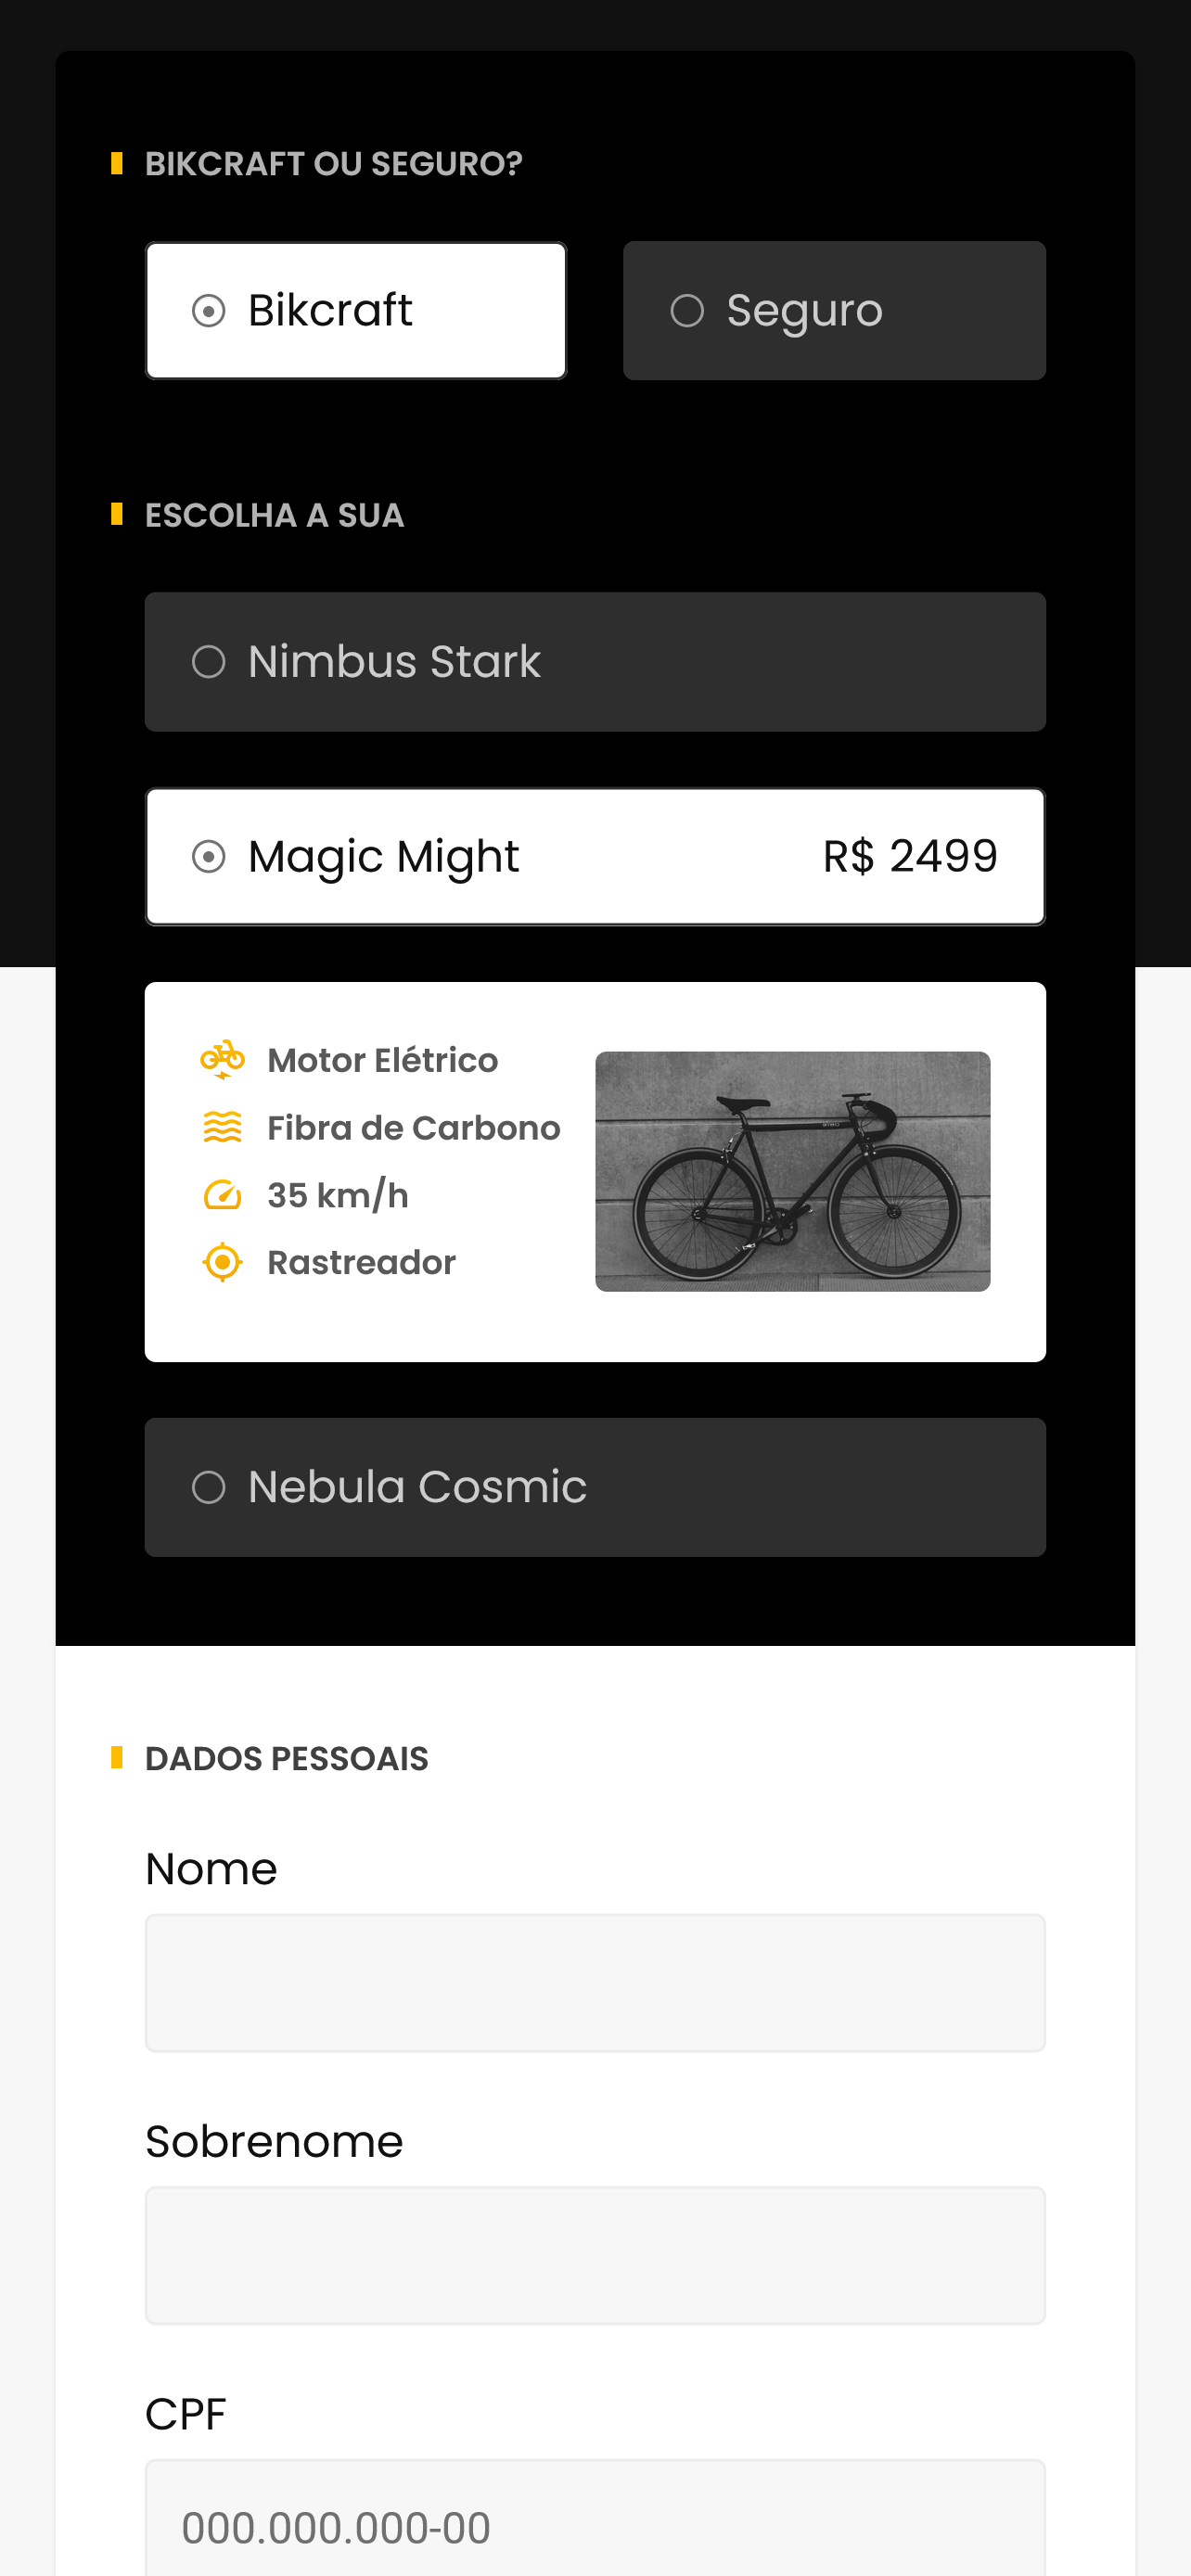 BIKCRAFT OU SEGURO?
Bikcraft
Seguro
ESCOLHA A SUA
Nimbus Stark
Magic Might R$ 2499
Motor Elétrico
Fibra de Carbono
35 km/h
Rastreador
Nebula Cosmic
DADOS PESSOAIS
Nome
Sobrenome
CPF
000.000.000-00